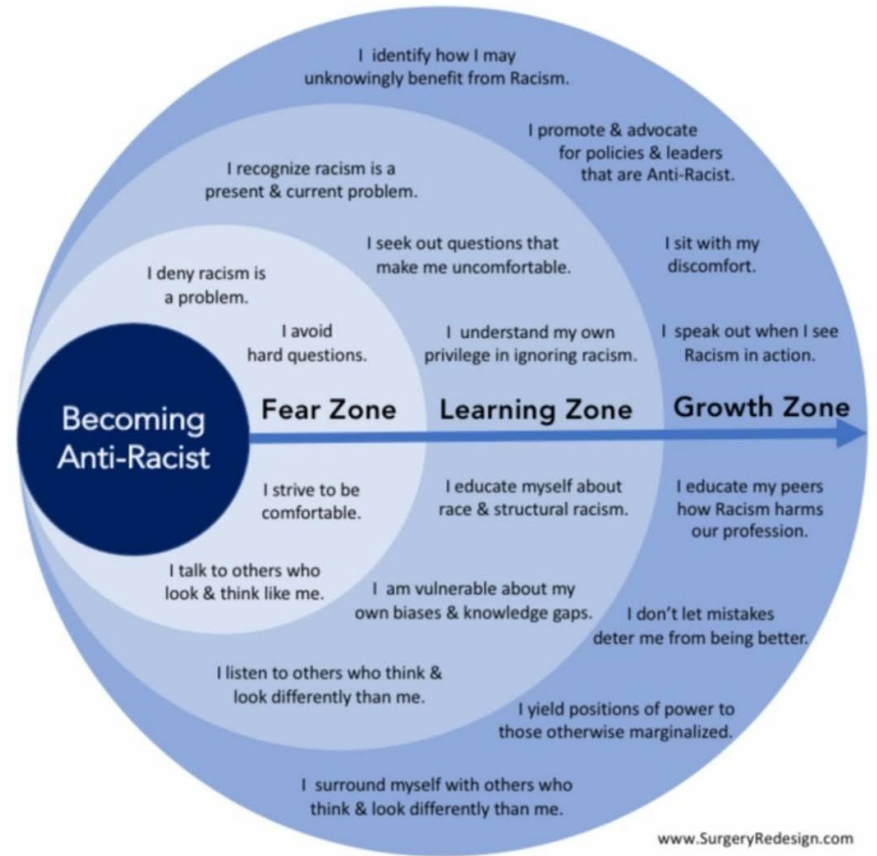 I identify how I may
unknowingly benefit from Racism.
I promote & advocate
for policies & leaders
that are Anti-Racist.
I recognize racism is a
present & current problem.
I seek out questions that
make me uncomfortable.
I sit with my
discomfort.
I deny racism is
a problem.
I avoid
hard questions.
I understand my own
privilege in ignoring racism.
I speak out when I see
Racism in action.
Becoming
Anti-Racist
Fear Zone
Learning Zone
Growth Zone
I strive to be
comfortable.
I educate myself about
race & structural racism.
I educate my peers
how Racism harms
our profession.
I talk to others who
look & think like me.
I am vulnerable about my
own biases & knowledge gaps.
I don't let mistakes
deter me from being better.
I listen to others who think &
look differently than me.
I yield positions of power to
those otherwise marginalized.
I surround myself with others who
think & look differently than me.
www.SurgeryRedesign.com